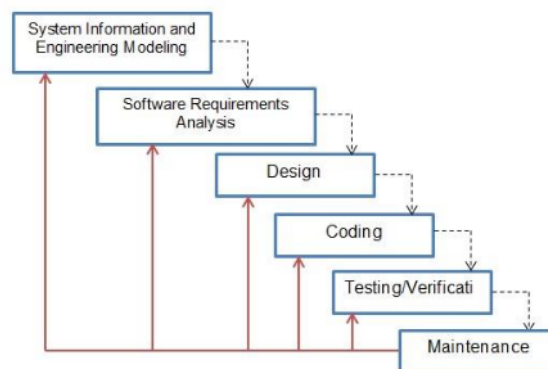 System Information and
Engineering Modeling
Software Requirements
Analysis
Design
Coding
Testing/Verificati
Maintenance